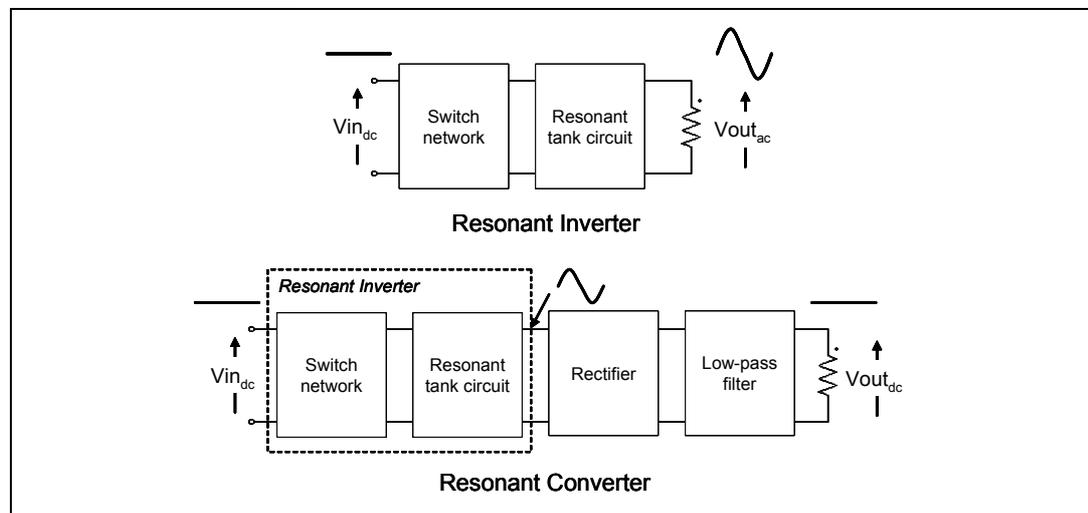 Vin_dc
Switch
network
Resonant
tank circuit
Vout_ac
Resonant Inverter
Resonant Inverter
Vin_dc
Switch
network
Resonant
tank circuit
Rectifier
Low-pass
filter
Vout_dc
Resonant Converter